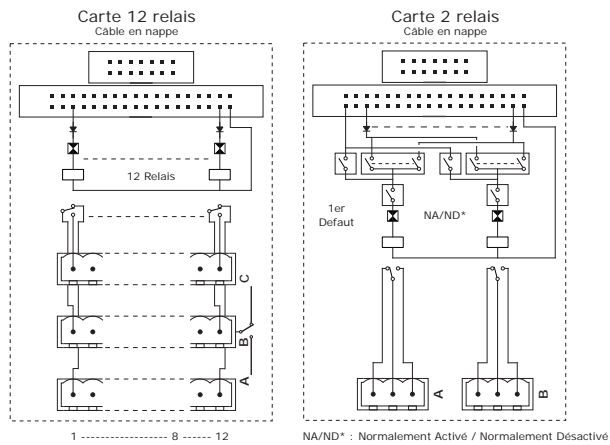 Carte 12 relais
Câble en nappe
12 Relais
C
B
A
1 ------------------ 8 ------ 12
Carte 2 relais
Câble en nappe
1er
Defaut
NA/ND*
A
B
NA/ND* : Normalement Activé / Normalement Désactivé